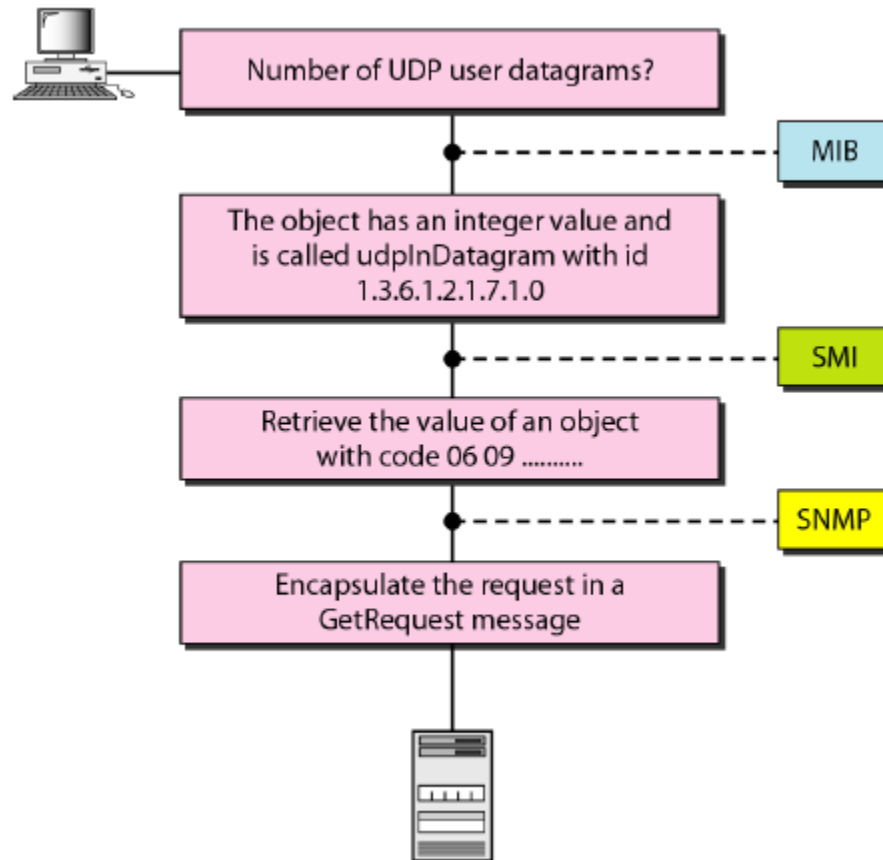 Number of UDP user datagrams?
MIB
The object has an integer value and
is called udpInDatagram with id
1.3.6.1.2.1.7.1.0
SMI
Retrieve the value of an object
with code 06 09 ..........
SNMP
Encapsulate the request in a
GetRequest message